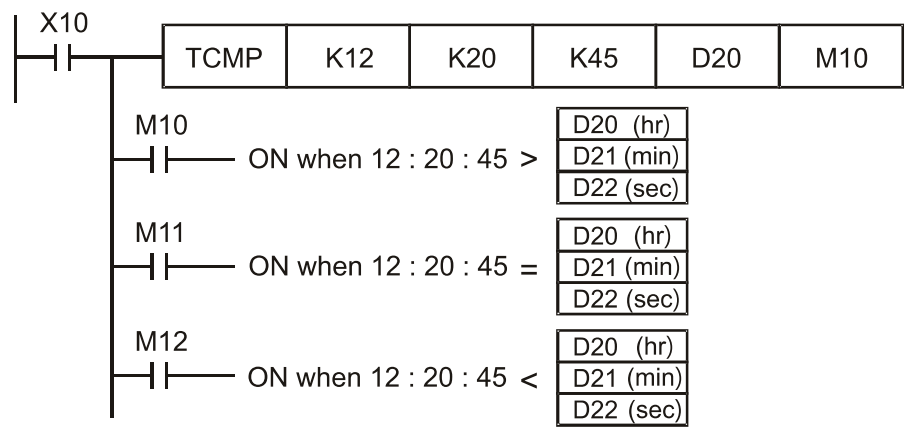 X10
TCMP K12 K20 K45 D20 M10
M10
ON when 12 : 20 : 45 >
D20 (hr)
D21 (min)
D22 (sec)
M11
ON when 12 : 20 : 45 =
D20 (hr)
D21 (min)
D22 (sec)
M12
ON when 12 : 20 : 45 <
D20 (hr)
D21 (min)
D22 (sec)